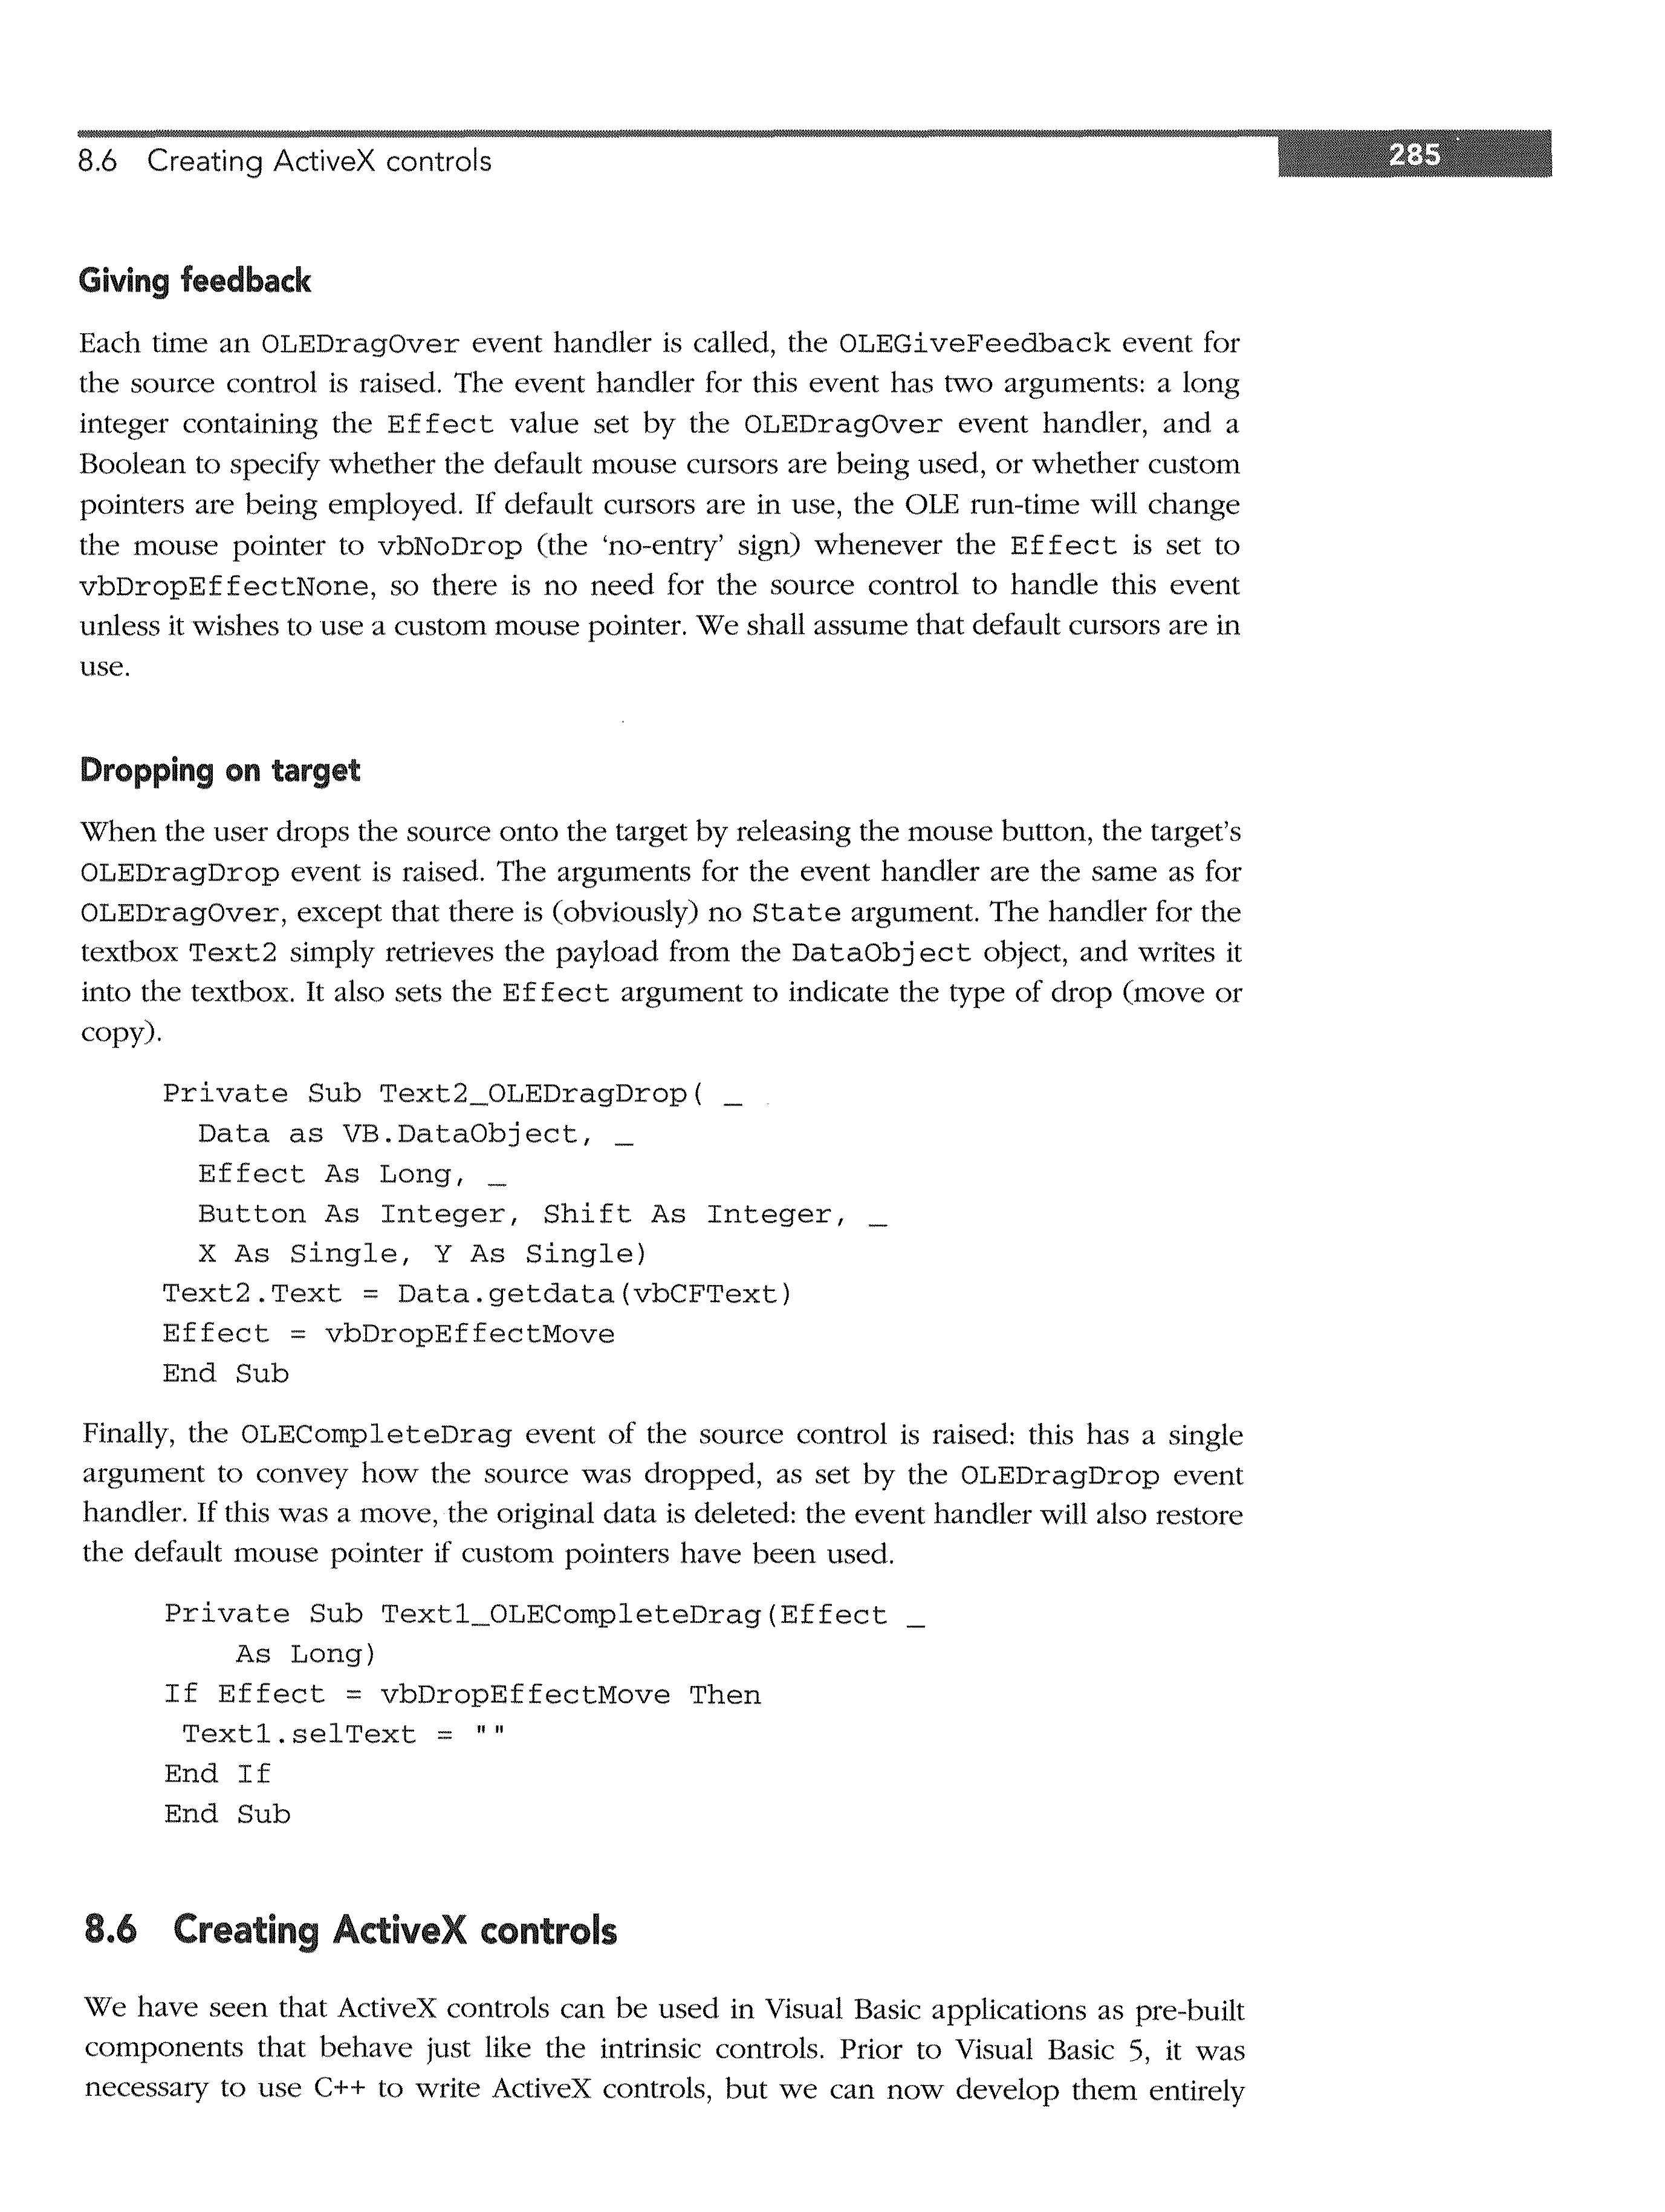 8.6 Creating ActiveX controls
285
Giving feedback
Each time an OLEDragOver event handler is called, the OLEGiveFeedback event for
the source control is raised. The event handler for this event has two arguments: a long
integer containing the Effect value set by the OLEDragOver event handler, and a
Boolean to specify whether the default mouse cursors are being used, or whether custom
pointers are being employed. If default cursors are in use, the OLE run-time will change
the mouse pointer to vbNoDrop (the ‘no-entry’ sign) whenever the Effect is set to
vbDropEffectNone, so there is no need for the source control to handle this event
unless it wishes to use a custom mouse pointer. We shall assume that default cursors are in
use.
Dropping on target
When the user drops the source onto the target by releasing the mouse button, the target’s
OLEDragDrop event is raised. The arguments for the event handler are the same as for
OLEDragOver, except that there is (obviously) no State argument. The handler for the
textbox Text2 simply retrieves the payload from the DataObject object, and writes it
into the textbox. It also sets the Effect argument to indicate the type of drop (move or
copy).
Private Sub Text2_OLEDragDrop( _
Data as VB.DataObject, _
Effect As Long, _
Button As Integer, Shift As Integer, _
X As Single, Y As Single)
Text2.Text = Data.getdata(vbCFText)
Effect = vbDropEffectMove
End Sub
Finally, the OLECompleteDrag event of the source control is raised: this has a single
argument to convey how the source was dropped, as set by the OLEDragDrop event
handler. If this was a move, the original data is deleted: the event handler will also restore
the default mouse pointer if custom pointers have been used.
Private Sub Text1_OLECompleteDrag(Effect _
As Long)
If Effect = vbDropEffectMove Then
Text1.selText = ""
End If
End Sub
8.6 Creating ActiveX controls
We have seen that ActiveX controls can be used in Visual Basic applications as pre-built
components that behave just like the intrinsic controls. Prior to Visual Basic 5, it was
necessary to use C++ to write ActiveX controls, but we can now develop them entirely